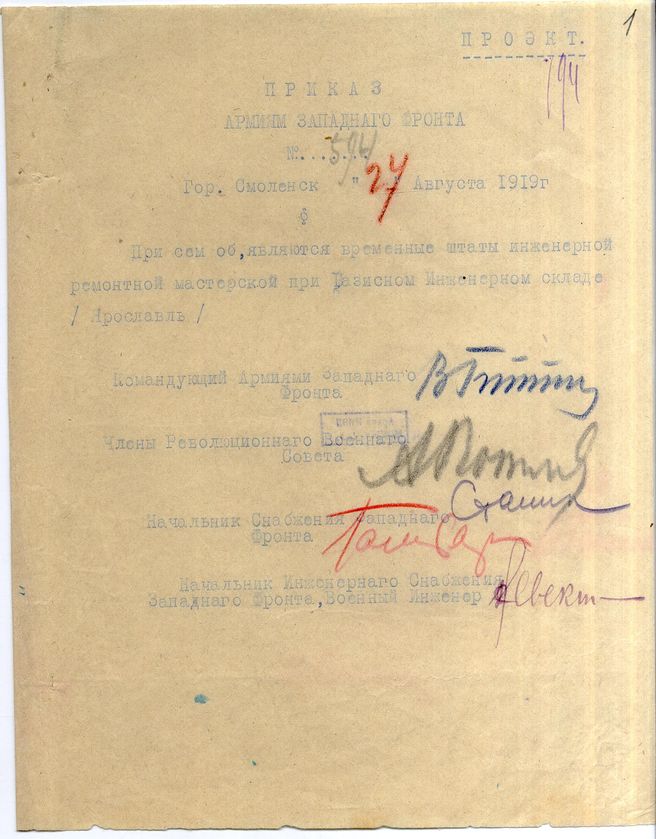 1
ПРОЭКТ.
ПРИКАЗ
АРМИЯМ ЗАПАДНАГО ФРОНТА
№...594..
Гор. Смоленск " 24 Августа 1919г
§
При сем об,являются временные штаты инженерной
ремонтной мастерской при Базисном Инженерном складе
/ Ярославль /
Командующий Армиями Западнаго
Фронта
Члены Революционнаго Военнаго
Совета
Сталин
Начальник Снабжения Западнаго
Фронта
Начальник Инженернаго Снабжения
Западнаго Фронта,Военный Инженер